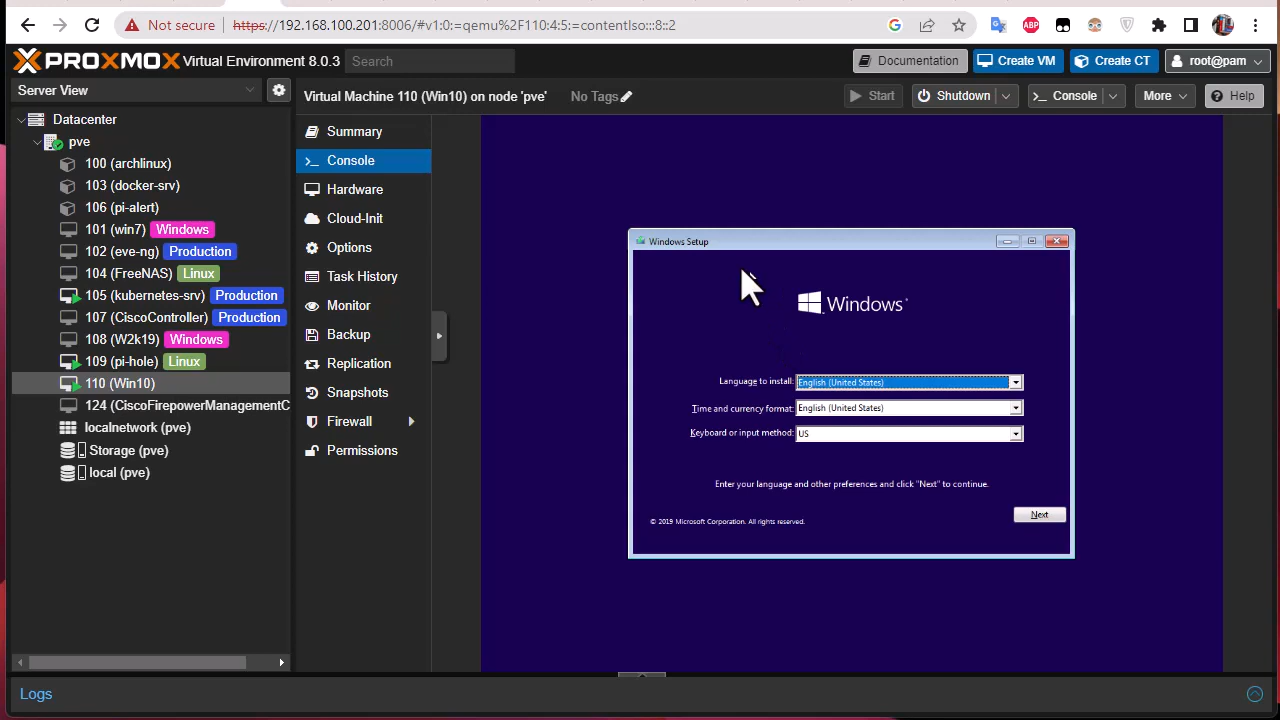 Not secure https://192.168.100.201:8006/#v1:0:=qemu%2F110:4:5:=contentIso:::8::2
ABP
PROXMOX Virtual Environment 8.0.3 Search Documentation Create VM Create CT root@pam
Server View
Virtual Machine 110 (Win10) on node 'pve' No Tags Start Shutdown Console More Help
Datacenter
pve
100 (archlinux)
103 (docker-srv)
106 (pi-alert)
101 (win7) Windows
102 (eve-ng) Production
104 (FreeNAS) Linux
105 (kubernetes-srv) Production
107 (CiscoController) Production
108 (W2k19) Windows
109 (pi-hole) Linux
110 (Win10)
124 (CiscoFirepowerManagementC
localnetwork (pve)
Storage (pve)
local (pve)
Summary
Console
Hardware
Cloud-Init
Options
Task History
Monitor
Backup
Replication
Snapshots
Firewall
Permissions
Windows Setup
Windows
Language to install: English (United States)
Time and currency format: English (United States)
Keyboard or input method: US
Enter your language and other preferences and click "Next" to continue.
© 2019 Microsoft Corporation. All rights reserved.
Next
Logs